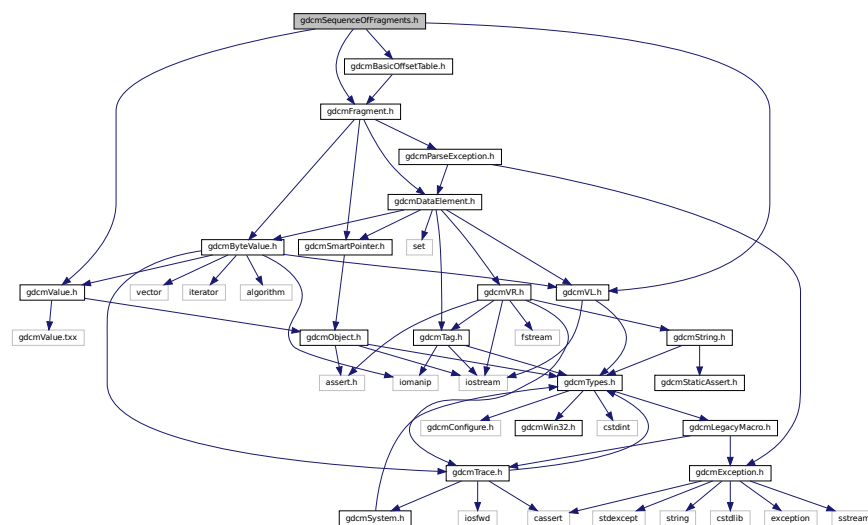 gdcmSequenceOfFragments.h
gdcmBasicOffsetTable.h
gdcmFragment.h
gdcmParseException.h
gdcmDataElement.h
gdcmByteValue.h
gdcmSmartPointer.h
set
gdcmValue.h
vector
iterator
algorithm
gdcmVR.h
gdcmVL.h
gdcmValue.txx
gdcmObject.h
gdcmTag.h
fstream
gdcmString.h
assert.h
iomanip
iostream
gdcmTypes.h
gdcmStaticAssert.h
gdcmConfigure.h
gdcmWin32.h
cstdint
gdcmLegacyMacro.h
gdcmTrace.h
gdcmException.h
gdcmSystem.h
iosfwd
cassert
stdexcept
string
cstdlib
exception
sstream